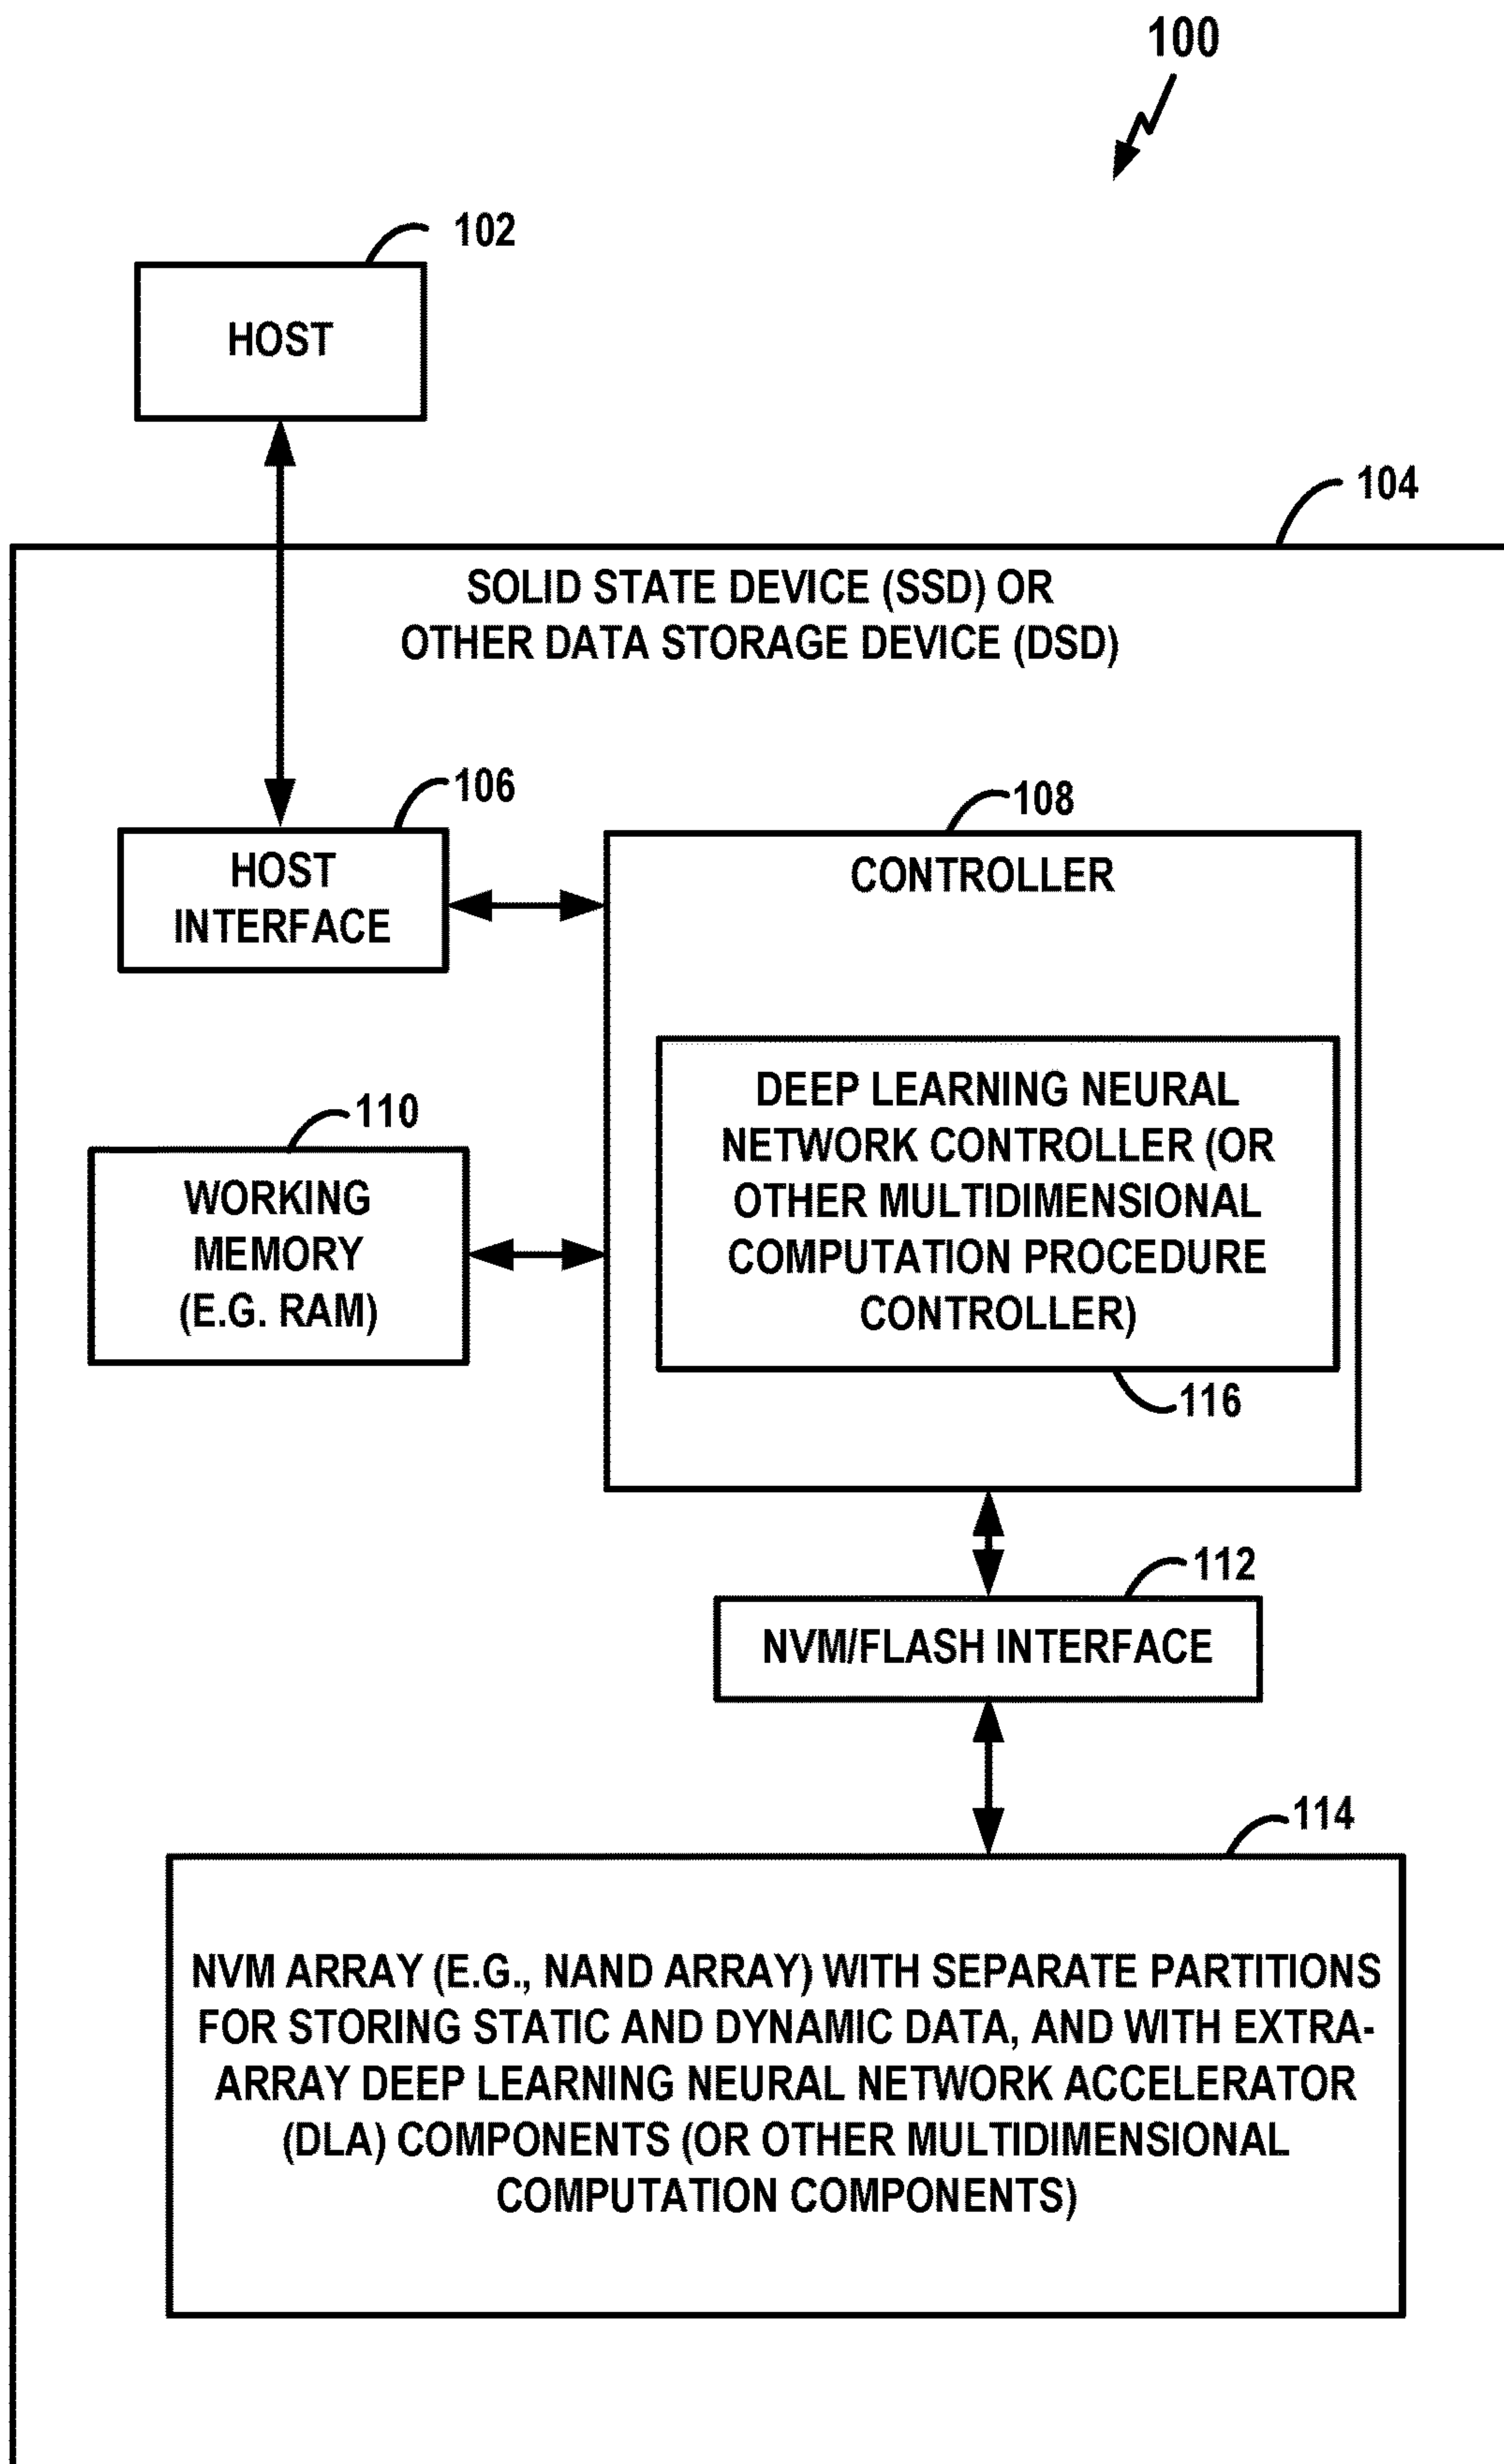 100
102
HOST
104
SOLID STATE DEVICE (SSD) OR
OTHER DATA STORAGE DEVICE (DSD)
106
HOST
INTERFACE
108
CONTROLLER
110
WORKING
MEMORY
(E.G. RAM)
DEEP LEARNING NEURAL
NETWORK CONTROLLER (OR
OTHER MULTIDIMENSIONAL
COMPUTATION PROCEDURE
CONTROLLER)
116
112
NVM/FLASH INTERFACE
114
NVM ARRAY (E.G., NAND ARRAY) WITH SEPARATE PARTITIONS
FOR STORING STATIC AND DYNAMIC DATA, AND WITH EXTRA-
ARRAY DEEP LEARNING NEURAL NETWORK ACCELERATOR
(DLA) COMPONENTS (OR OTHER MULTIDIMENSIONAL
COMPUTATION COMPONENTS)